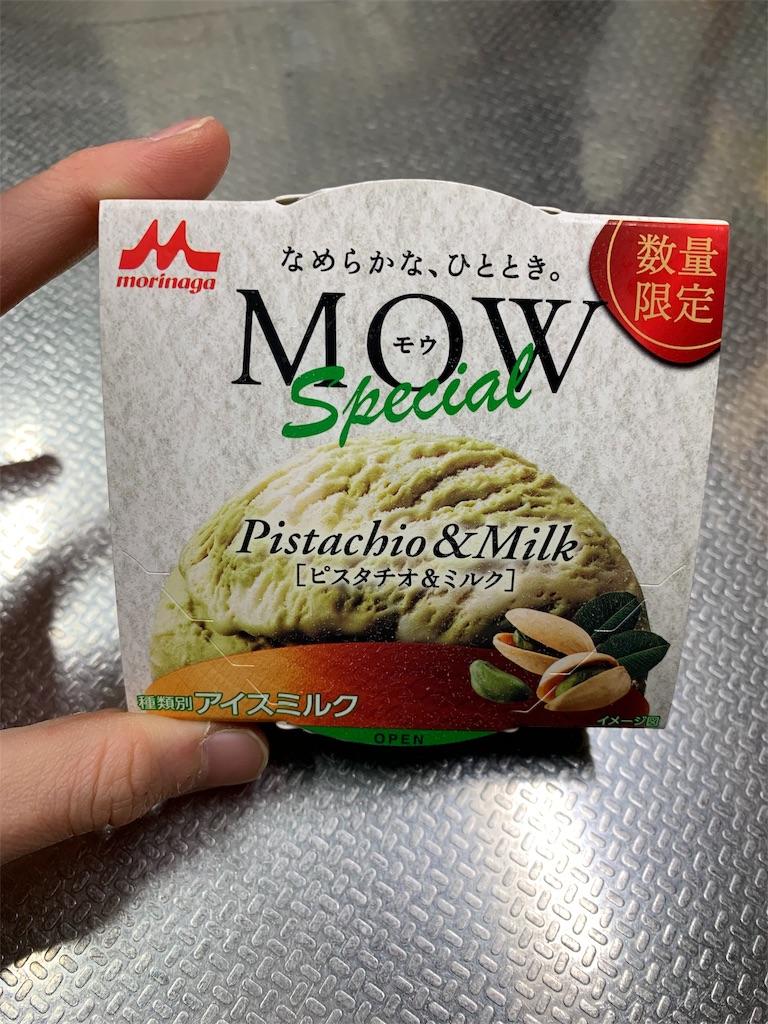 morinaga
なめらかな、ひととき。
数量
限定
MOW
モウ
Special
Pistachio&Milk
[ピスタチオ&ミルク]
種類別 アイスミルク
イメージ図
OPEN